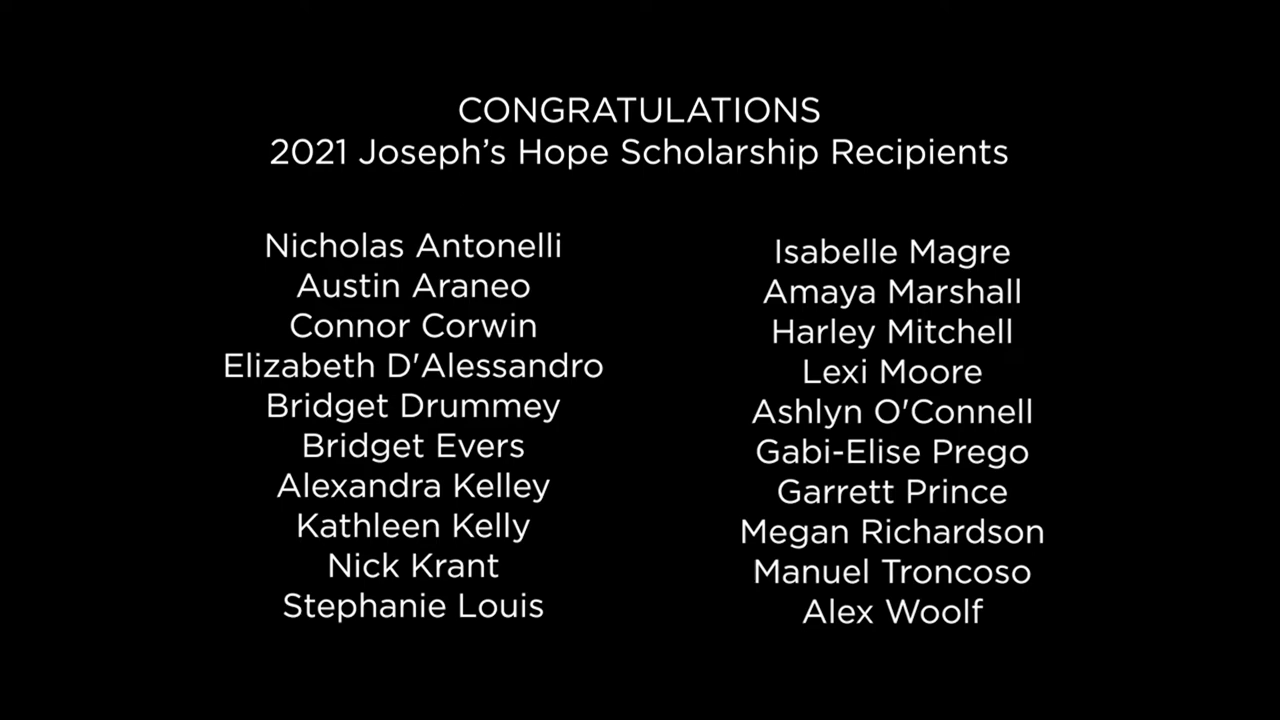 CONGRATULATIONS
2021 Joseph’s Hope Scholarship Recipients
Nicholas Antonelli
Austin Araneo
Connor Corwin
Elizabeth D'Alessandro
Bridget Drummey
Bridget Evers
Alexandra Kelley
Kathleen Kelly
Nick Krant
Stephanie Louis
Isabelle Magre
Amaya Marshall
Harley Mitchell
Lexi Moore
Ashlyn O'Connell
Gabi-Elise Prego
Garrett Prince
Megan Richardson
Manuel Troncoso
Alex Woolf